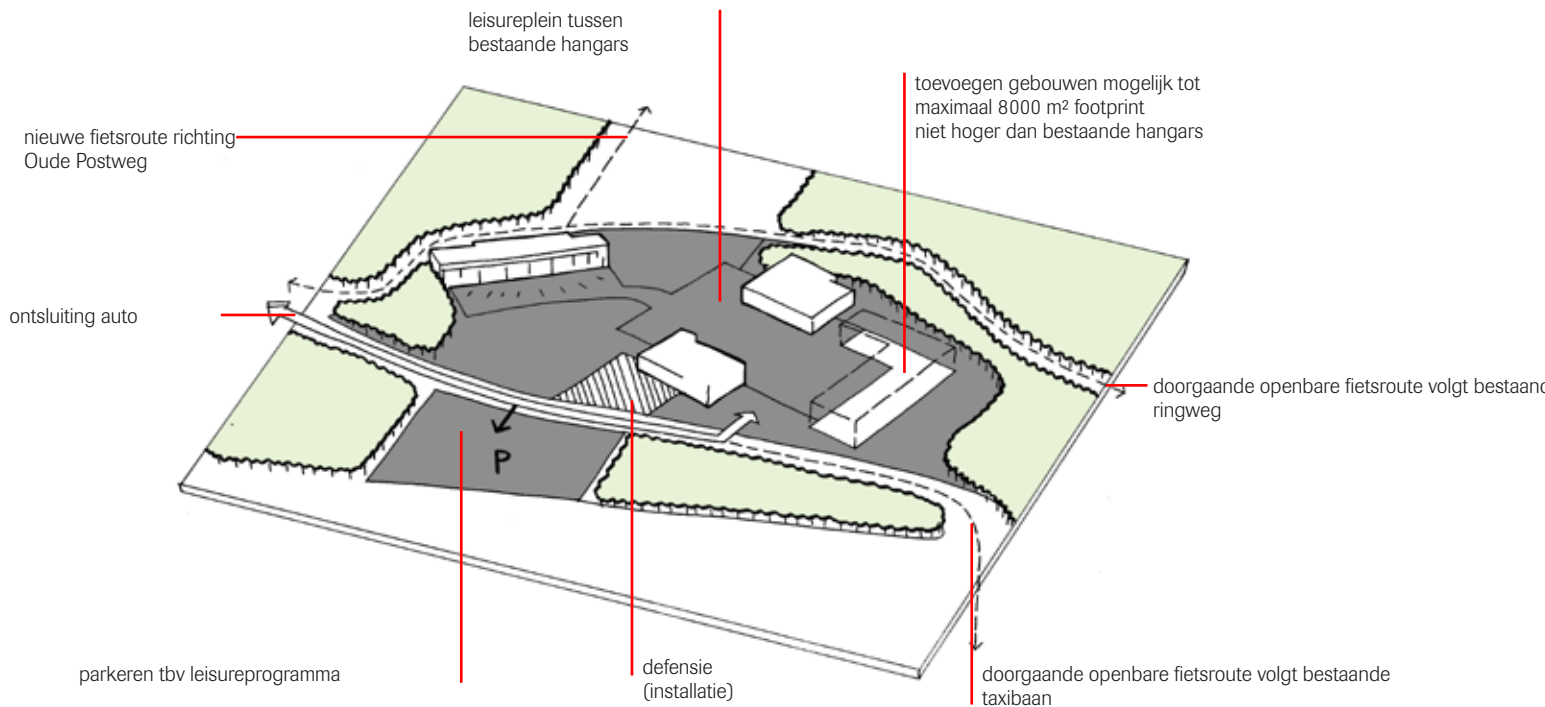 leisureplein tussen
bestaande hangars
toevoegen gebouwen mogelijk tot
maximaal 8000 m² footprint
niet hoger dan bestaande hangars
nieuwe fietsroute richting
Oude Postweg
ontsluiting auto
doorgaande openbare fietsroute volgt bestaand
ringweg
P
parkeren tbv leisureprogramma
defensie
(installatie)
doorgaande openbare fietsroute volgt bestaande
taxibaan